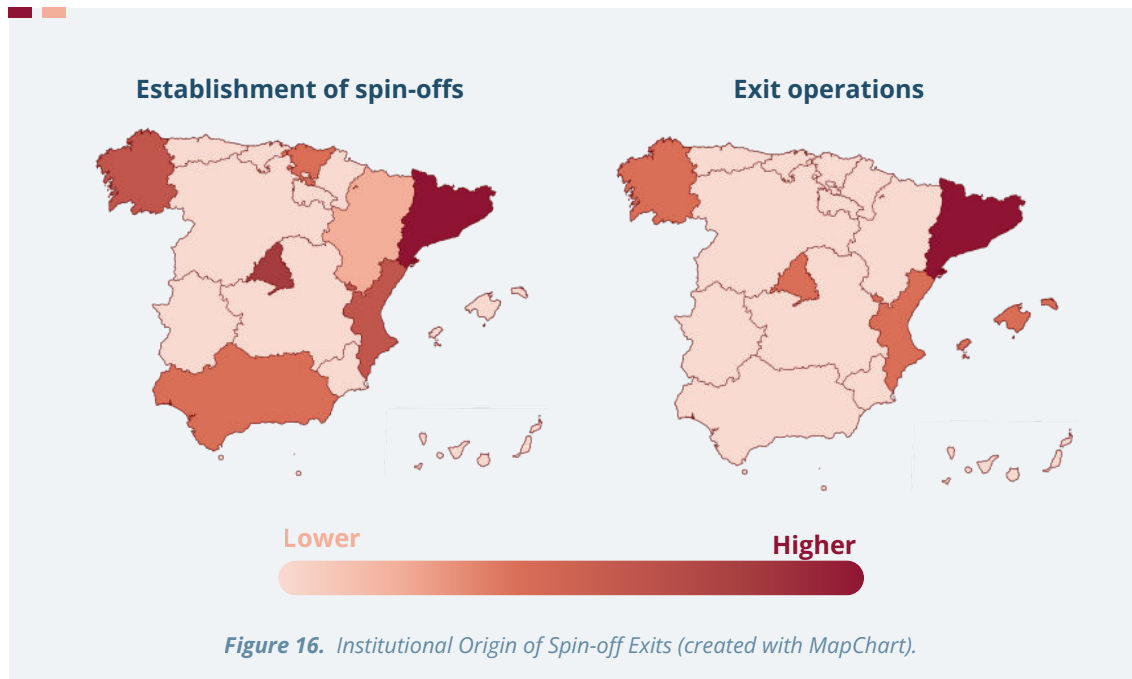 Establishment of spin-offs
Exit operations
Lower
Higher
Figure 16. Institutional Origin of Spin-off Exits (created with MapChart).